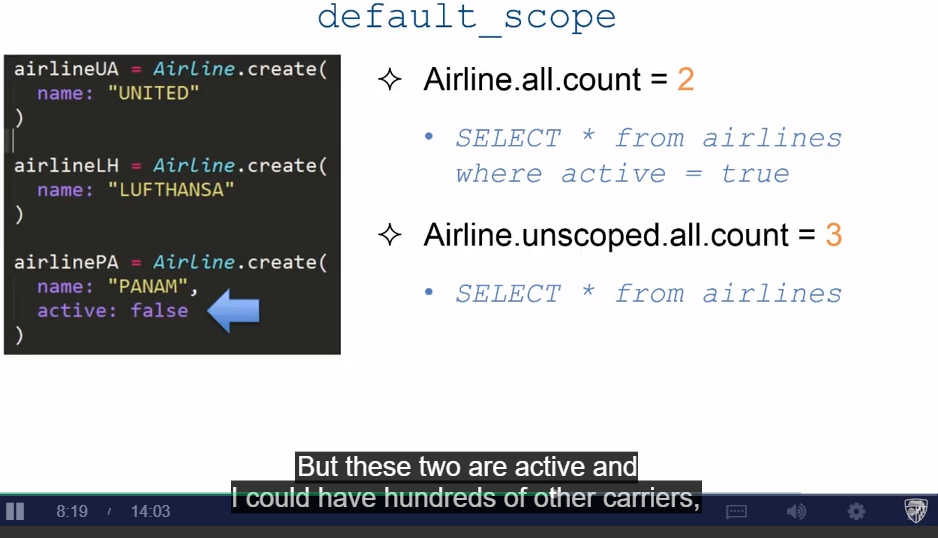 default_scope
airlineUA = Airline.create(
name: "UNITED"
)
airlineLH = Airline.create(
name: "LUFTHANSA"
)
airlinePA = Airline.create(
name: "PANAM",
active: false
)
✧ Airline.all.count = 2
• SELECT * from airlines
where active = true
✧ Airline.unscoped.all.count = 3
• SELECT * from airlines
But these two are active and
I could have hundreds of other carriers,
8:19 / 14:03